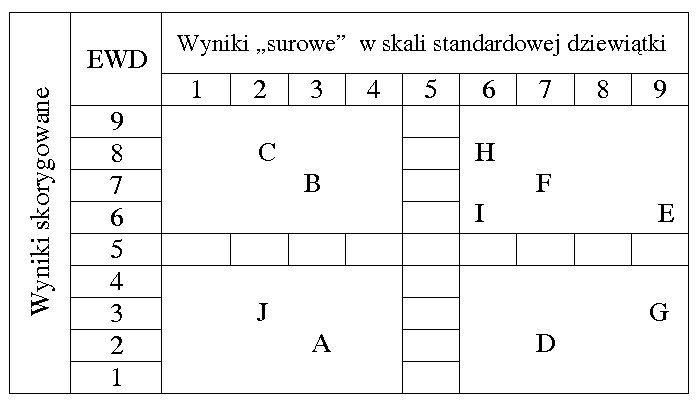 Wyniki „surowe” w skali standardowej dziewiątki
EWD
1 2 3 4 5 6 7 8 9
Wyniki skorygowane
9
8 C H
7 B F
6 I E
5
4
3 J G
2 A D
1